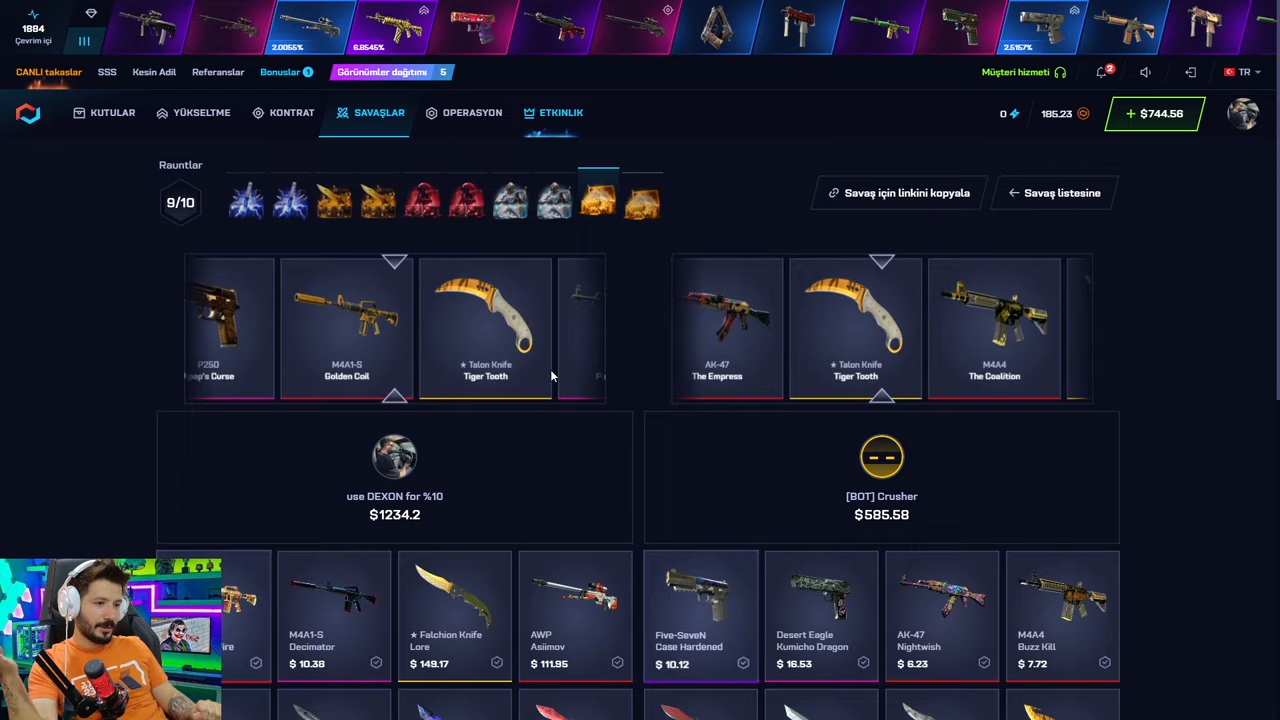 1884
Çevrim içi
2.0055%
6.8545%
2.5157%
CANLI takaslar
SSS
Kesin Adil
Referanslar
Bonuslar 1
Görünümler dağıtımı 5
Müşteri hizmeti
2
TR
KUTULAR
YÜKSELTME
KONTRAT
SAVAŞLAR
OPERASYON
ETKINLIK
0
185.23
+ $744.56
Rauntlar
9/10
Savaş için linkini kopyala
Savaş listesine
P250
M4A1-S
Golden Coil
★ Talon Knife
Tiger Tooth
AK-47
The Empress
★ Talon Knife
Tiger Tooth
M4A4
The Coalition
use DEXON for %10
$1234.2
[BOT] Crusher
$585.58
M4A1-S
Decimator
$ 10.38
★ Falchion Knife
Lore
$ 149.17
AWP
Asiimov
$ 111.95
Five-SeveN
Case Hardened
$ 10.12
Desert Eagle
Kumicho Dragon
$ 16.53
AK-47
Nightwish
$ 6.23
M4A4
Buzz Kill
$ 7.72